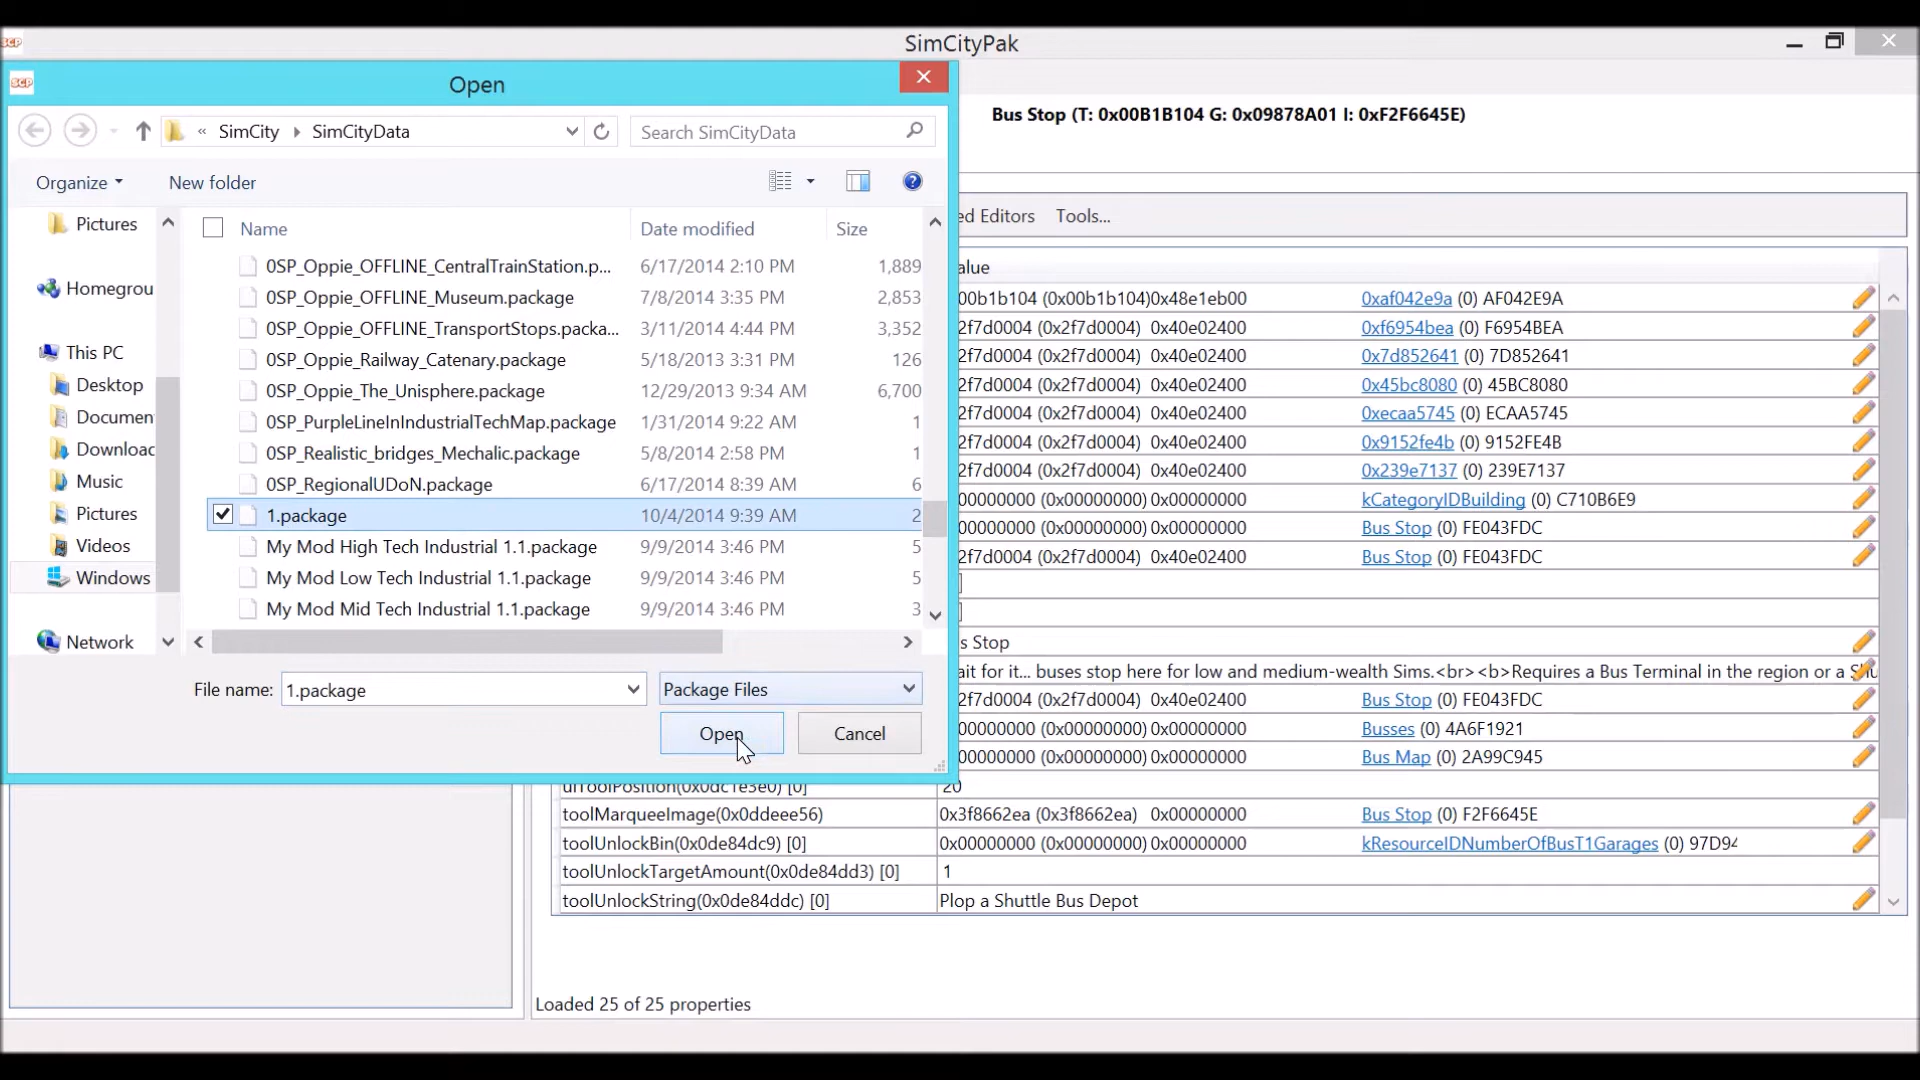 SCP
SimCityPak
SCP
Open
« SimCity SimCityData
Search SimCityData
Bus Stop (T: 0x00B1B104 G: 0x09878A01 I: 0xF2F6645E)
Organize
New folder
ed Editors Tools...
Pictures
Homegrou
This PC
Desktop
Documen
Downloac
Music
Pictures
Videos
Windows
Network
Name Date modified Size
0SP_Oppie_OFFLINE_CentralTrainStation.p... 6/17/2014 2:10 PM 1,889
0SP_Oppie_OFFLINE_Museum.package 7/8/2014 3:35 PM 2,853
0SP_Oppie_OFFLINE_TransportStops.packa... 3/11/2014 4:44 PM 3,352
0SP_Oppie_Railway_Catenary.package 5/18/2013 3:31 PM 126
0SP_Oppie_The_Unisphere.package 12/29/2013 9:34 AM 6,700
0SP_PurpleLineInIndustrialTechMap.package 1/31/2014 9:22 AM 1
0SP_Realistic_bridges_Mechalic.package 5/8/2014 2:58 PM 1
0SP_RegionalUDoN.package 6/17/2014 8:39 AM 6
1.package 10/4/2014 9:39 AM 2
My Mod High Tech Industrial 1.1.package 9/9/2014 3:46 PM 5
My Mod Low Tech Industrial 1.1.package 9/9/2014 3:46 PM 5
My Mod Mid Tech Industrial 1.1.package 9/9/2014 3:46 PM 3
File name: 1.package Package Files
Open Cancel
alue
00b1b104 (0x00b1b104)0x48e1eb00 0xaf042e9a (0) AF042E9A
2f7d0004 (0x2f7d0004) 0x40e02400 0xf6954bea (0) F6954BEA
2f7d0004 (0x2f7d0004) 0x40e02400 0x7d852641 (0) 7D852641
2f7d0004 (0x2f7d0004) 0x40e02400 0x45bc8080 (0) 45BC8080
2f7d0004 (0x2f7d0004) 0x40e02400 0xecaa5745 (0) ECAA5745
2f7d0004 (0x2f7d0004) 0x40e02400 0x9152fe4b (0) 9152FE4B
2f7d0004 (0x2f7d0004) 0x40e02400 0x239e7137 (0) 239E7137
00000000 (0x00000000) 0x00000000 kCategoryIDBuilding (0) C710B6E9
00000000 (0x00000000) 0x00000000 Bus Stop (0) FE043FDC
2f7d0004 (0x2f7d0004) 0x40e02400 Bus Stop (0) FE043FDC
]
]
s Stop
ait for it... buses stop here for low and medium-wealth Sims.<br><b>Requires a Bus Terminal in the region or a Shu
2f7d0004 (0x2f7d0004) 0x40e02400 Bus Stop (0) FE043FDC
00000000 (0x00000000) 0x00000000 Busses (0) 4A6F1921
00000000 (0x00000000) 0x00000000 Bus Map (0) 2A99C945
uiToolPosition(0x0dc1e3e0) [0] 20
toolMarqueeImage(0x0ddeee56) 0x3f8662ea (0x3f8662ea) 0x00000000 Bus Stop (0) F2F6645E
toolUnlockBin(0x0de84dc9) [0] 0x00000000 (0x00000000) 0x00000000 kResourceIDNumberOfBusT1Garages (0) 97D94
toolUnlockTargetAmount(0x0de84dd3) [0] 1
toolUnlockString(0x0de84ddc) [0] Plop a Shuttle Bus Depot
Loaded 25 of 25 properties